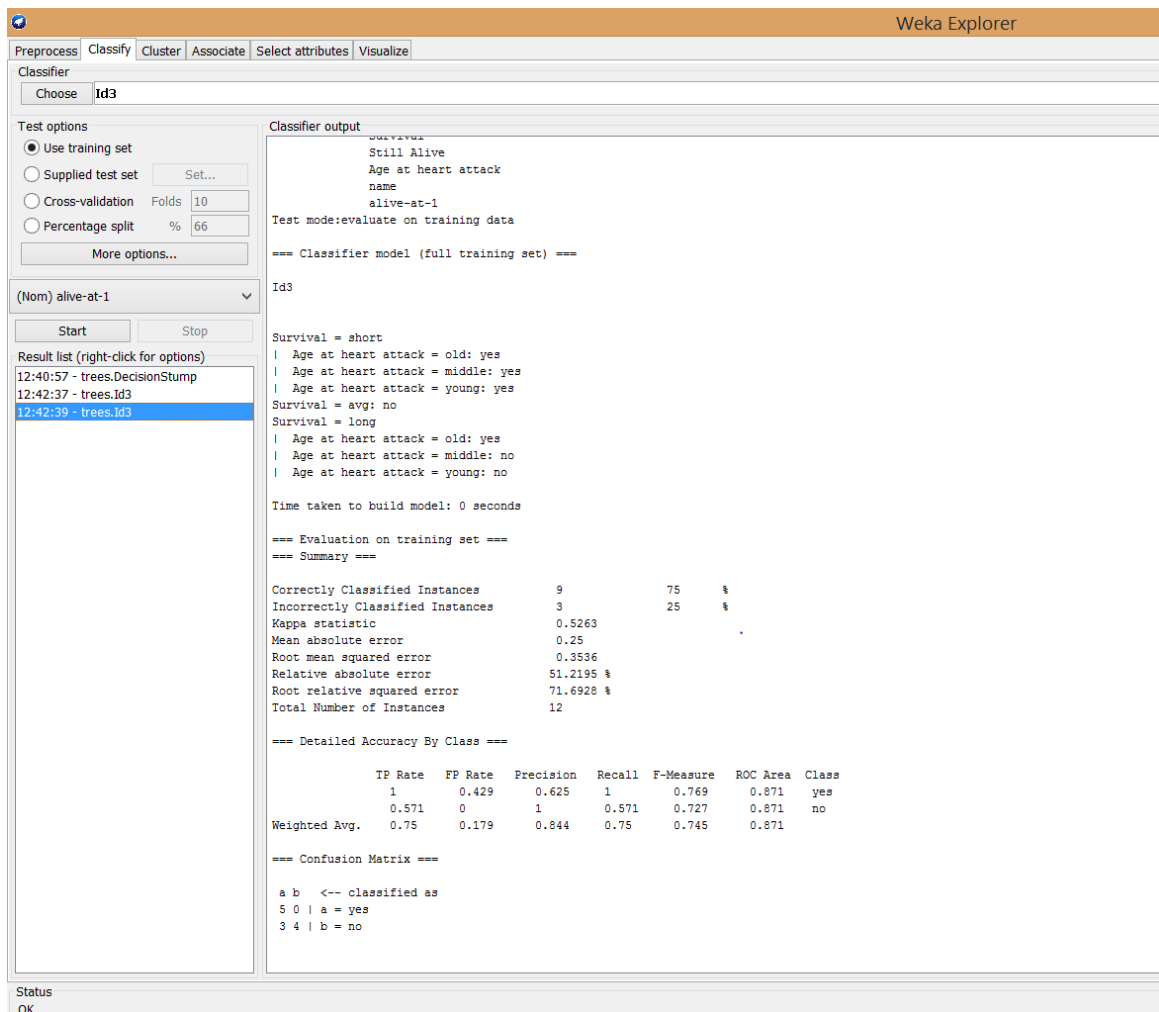 Weka Explorer
Preprocess Classify Cluster Associate Select attributes Visualize
Classifier
Choose Id3
Test options
Use training set
Supplied test set Set...
Cross-validation Folds 10
Percentage split % 66
More options...
(Nom) alive-at-1
Start Stop
Result list (right-click for options)
12:40:57 - trees.DecisionStump
12:42:37 - trees.Id3
12:42:39 - trees.Id3
Classifier output
Survival
Still Alive
Age at heart attack
name
alive-at-1
Test mode:evaluate on training data
=== Classifier model (full training set) ===
Id3
Survival = short
| Age at heart attack = old: yes
| Age at heart attack = middle: yes
| Age at heart attack = young: yes
Survival = avg: no
Survival = long
| Age at heart attack = old: yes
| Age at heart attack = middle: no
| Age at heart attack = young: no
Time taken to build model: 0 seconds
=== Evaluation on training set ===
=== Summary ===
Correctly Classified Instances 9 75 %
Incorrectly Classified Instances 3 25 %
Kappa statistic 0.5263
Mean absolute error 0.25
Root mean squared error 0.3536
Relative absolute error 51.2195 %
Root relative squared error 71.6928 %
Total Number of Instances 12
=== Detailed Accuracy By Class ===
TP Rate FP Rate Precision Recall F-Measure ROC Area Class
1 0.429 0.625 1 0.769 0.871 yes
0.571 0 1 0.571 0.727 0.871 no
Weighted Avg. 0.75 0.179 0.844 0.75 0.745 0.871
=== Confusion Matrix ===
a b <-- classified as
5 0 | a = yes
3 4 | b = no
Status
OK